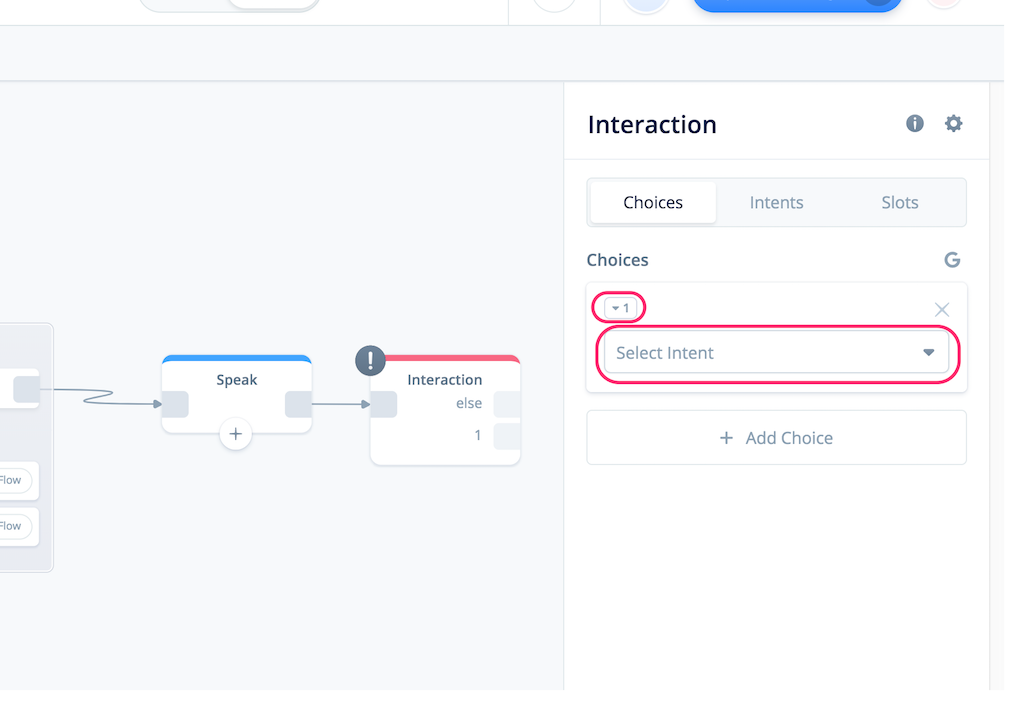 Interaction
Choices
Intents
Slots
Choices
G
1
Select Intent
+ Add Choice
Speak
+
!
Interaction
else
1
Flow
Flow